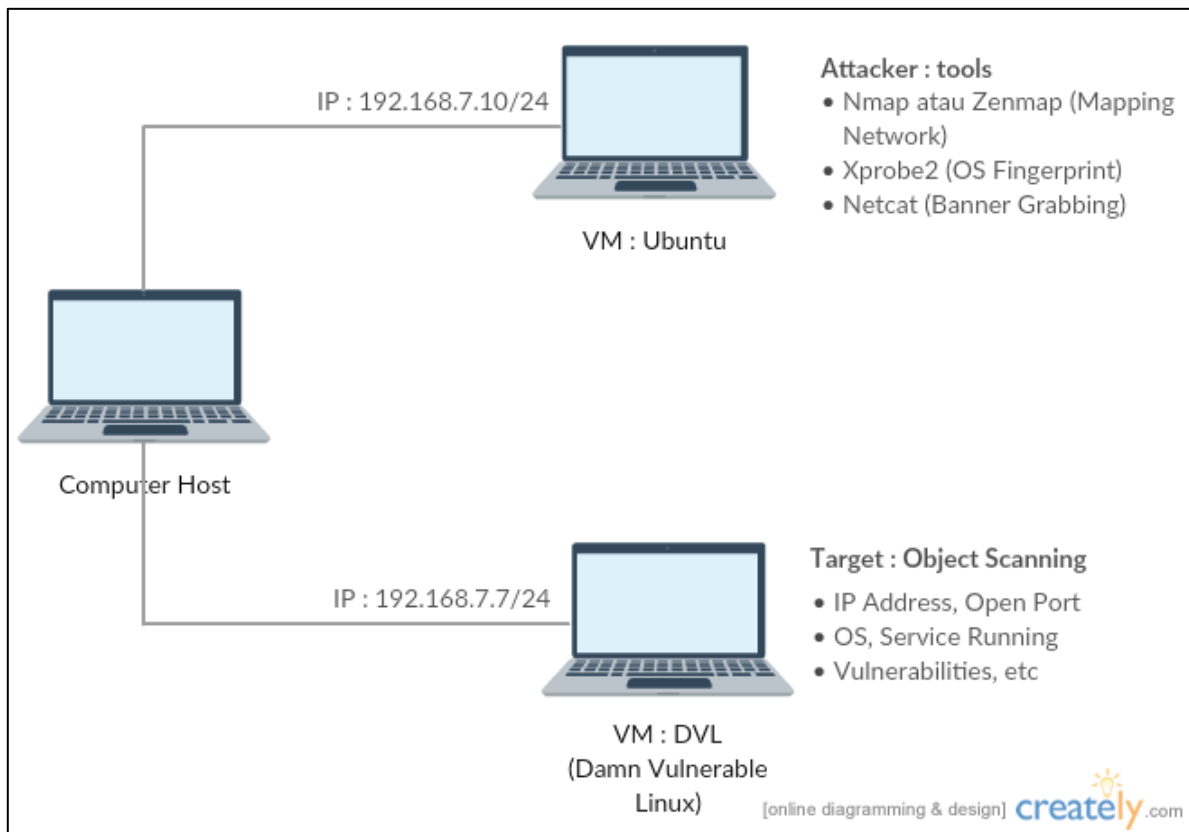 IP : 192.168.7.10/24
Attacker : tools
• Nmap atau Zenmap (Mapping
Network)
• Xprobe2 (OS Fingerprint)
• Netcat (Banner Grabbing)
VM : Ubuntu
Computer Host
IP : 192.168.7.7/24
Target : Object Scanning
• IP Address, Open Port
• OS, Service Running
• Vulnerabilities, etc
VM : DVL
(Damn Vulnerable
Linux)
[online diagramming & design] creately.com